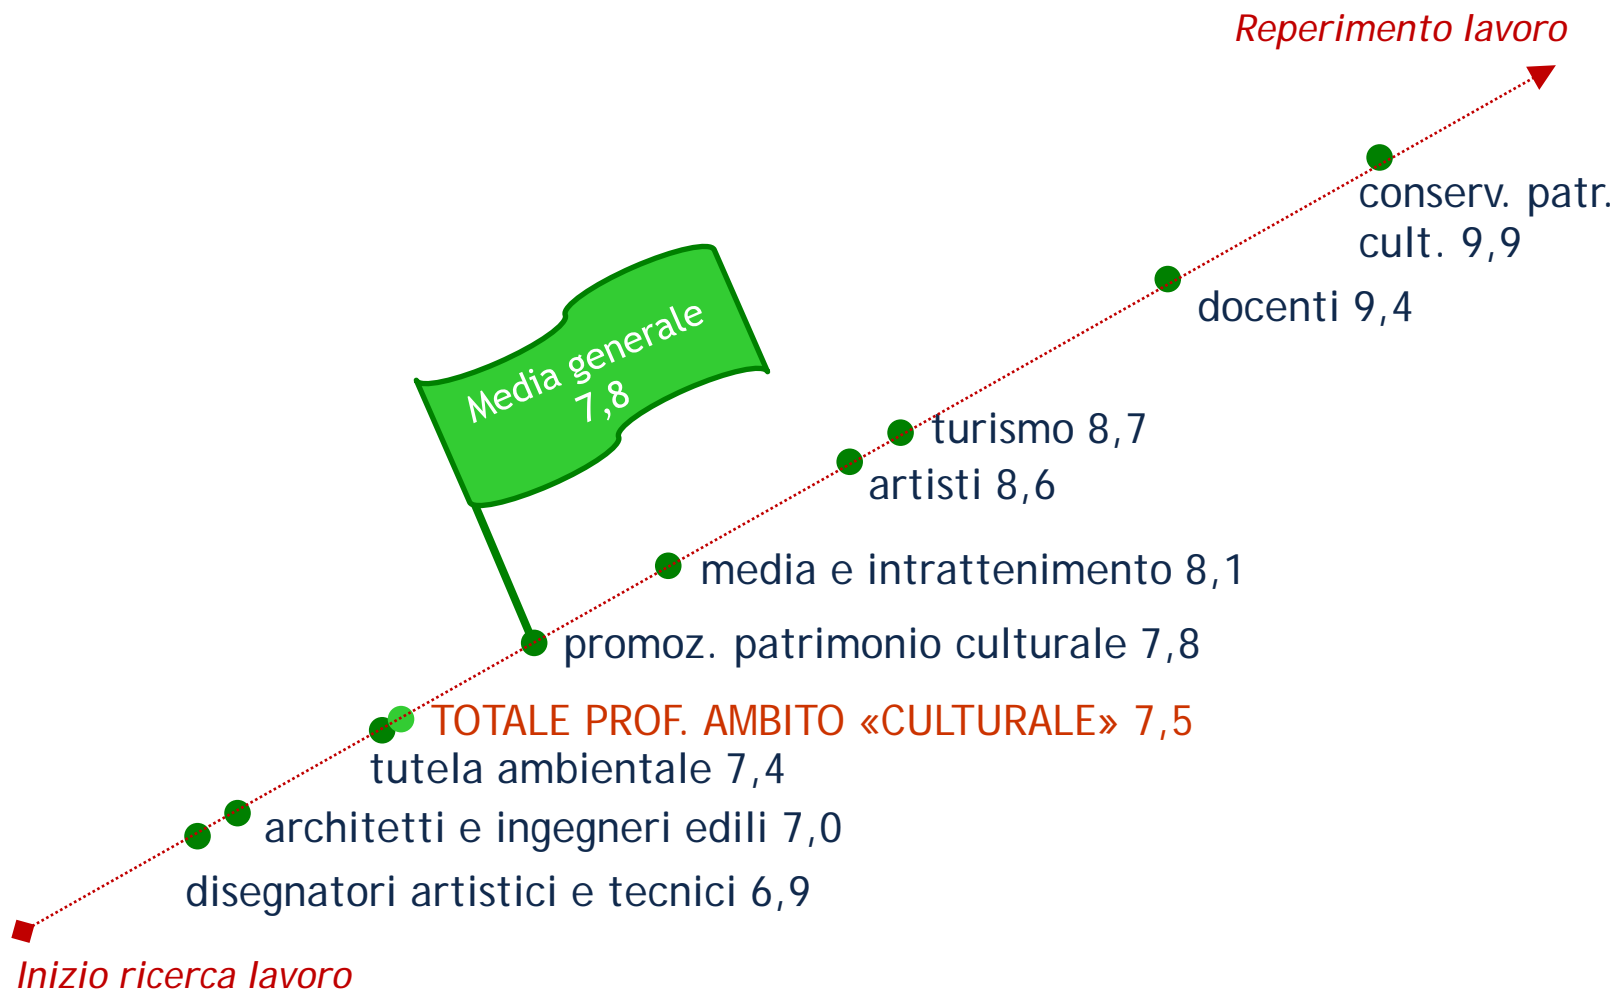 Reperimento lavoro
conserv. patr.
cult. 9,9
docenti 9,4
Media generale
7,8
turismo 8,7
artisti 8,6
media e intrattenimento 8,1
promoz. patrimonio culturale 7,8
TOTALE PROF. AMBITO «CULTURALE» 7,5
tutela ambientale 7,4
architetti e ingegneri edili 7,0
disegnatori artistici e tecnici 6,9
Inizio ricerca lavoro